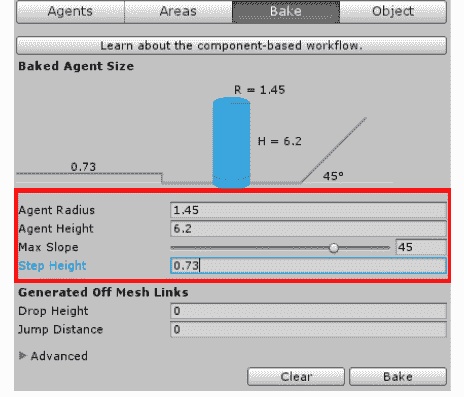 Agents Areas Bake Object
Learn about the component-based workflow.
Baked Agent Size
R = 1.45
H = 6.2
0.73
45°
Agent Radius 1.45
Agent Height 6.2
Max Slope 45
Step Height 0.73
Generated Off Mesh Links
Drop Height 0
Jump Distance 0
Advanced
Clear Bake